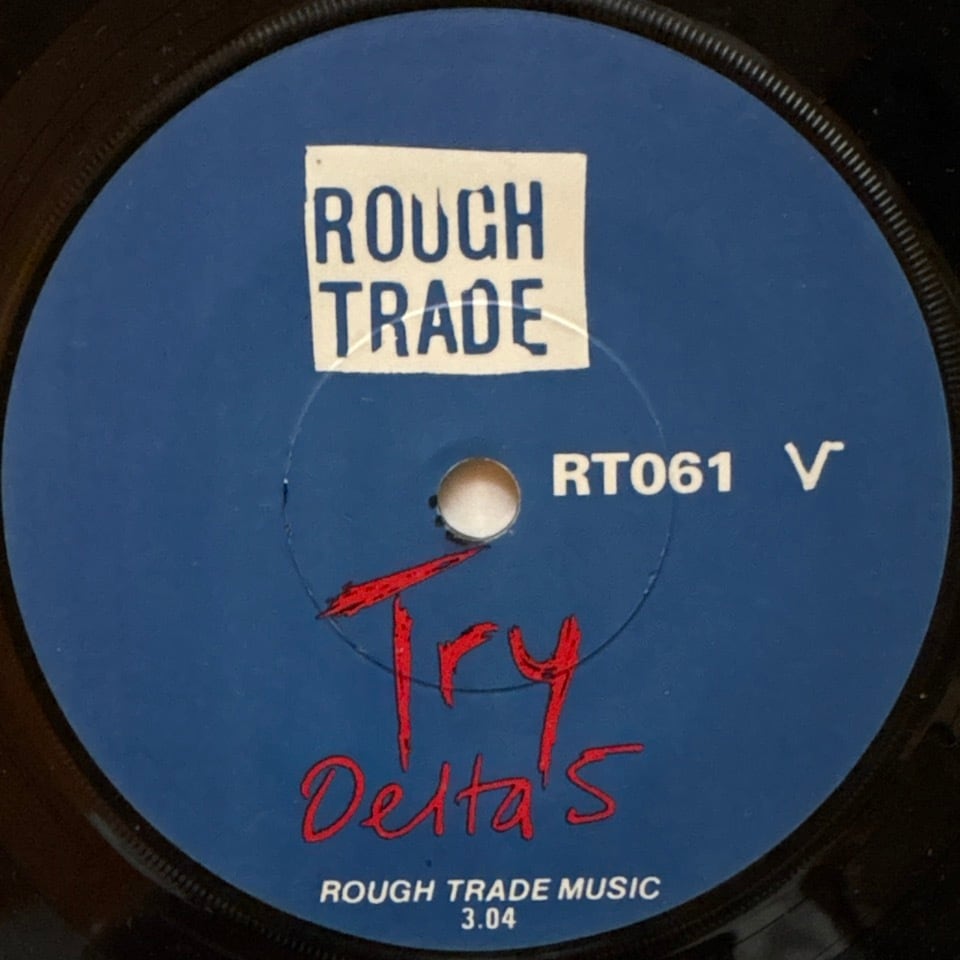 ROUGH
TRADE
RT061 V
Try
Delta 5
ROUGH TRADE MUSIC
3.04